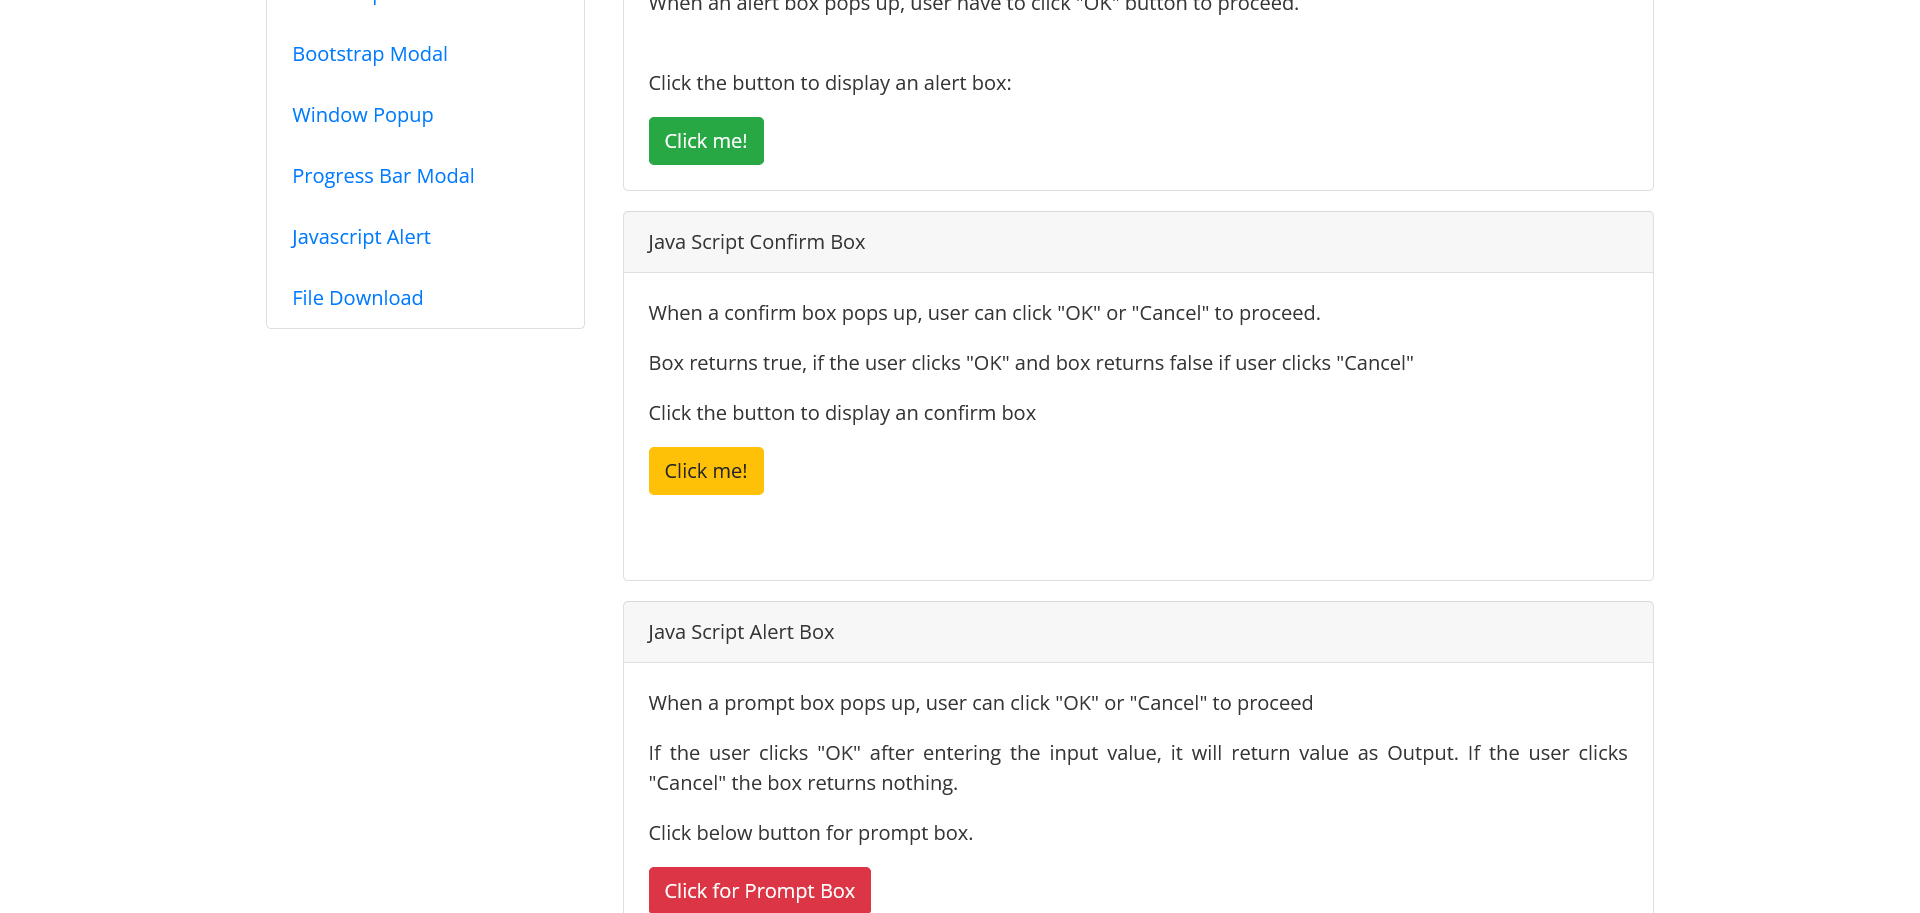 Bootstrap Modal
Window Popup
Progress Bar Modal
Javascript Alert
File Download
When an alert box pops up, user have to click "OK" button to proceed.
Click the button to display an alert box:
Click me!
Java Script Confirm Box
When a confirm box pops up, user can click "OK" or "Cancel" to proceed.
Box returns true, if the user clicks "OK" and box returns false if user clicks "Cancel"
Click the button to display an confirm box
Click me!
Java Script Alert Box
When a prompt box pops up, user can click "OK" or "Cancel" to proceed
If the user clicks "OK" after entering the input value, it will return value as Output. If the user clicks
"Cancel" the box returns nothing.
Click below button for prompt box.
Click for Prompt Box